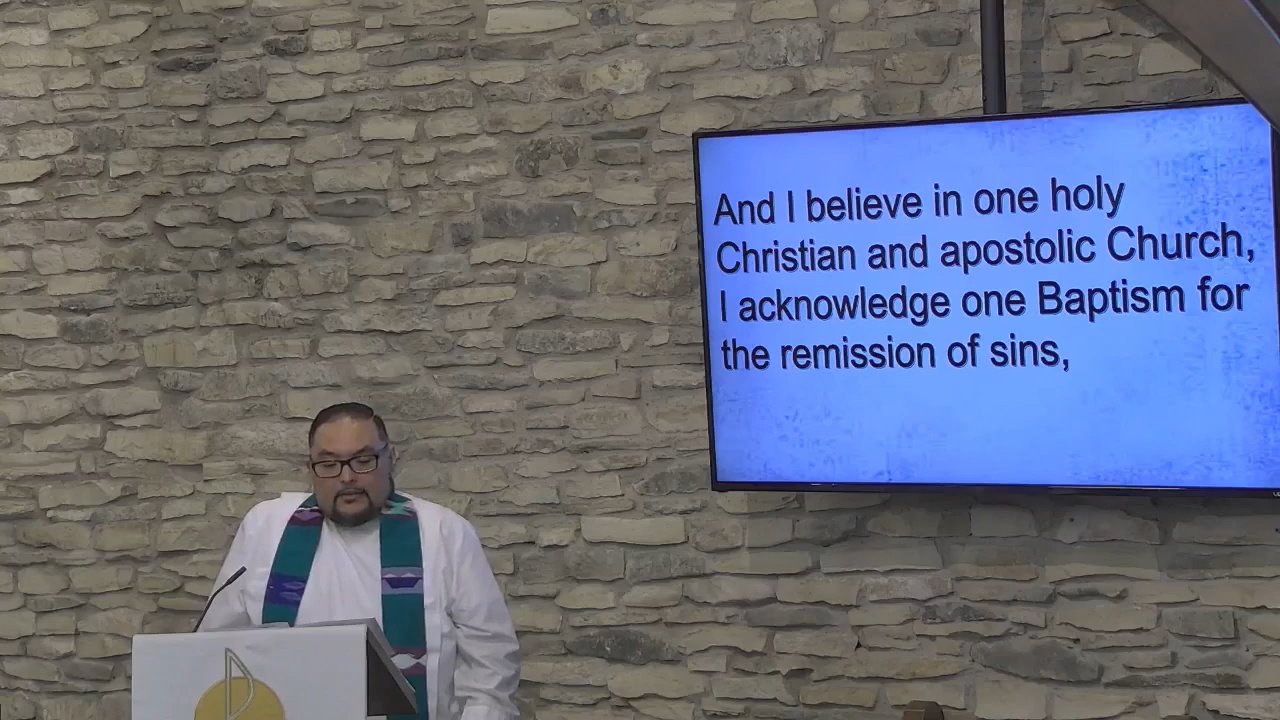 And I believe in one holy
Christian and apostolic Church,
I acknowledge one Baptism for
the remission of sins,